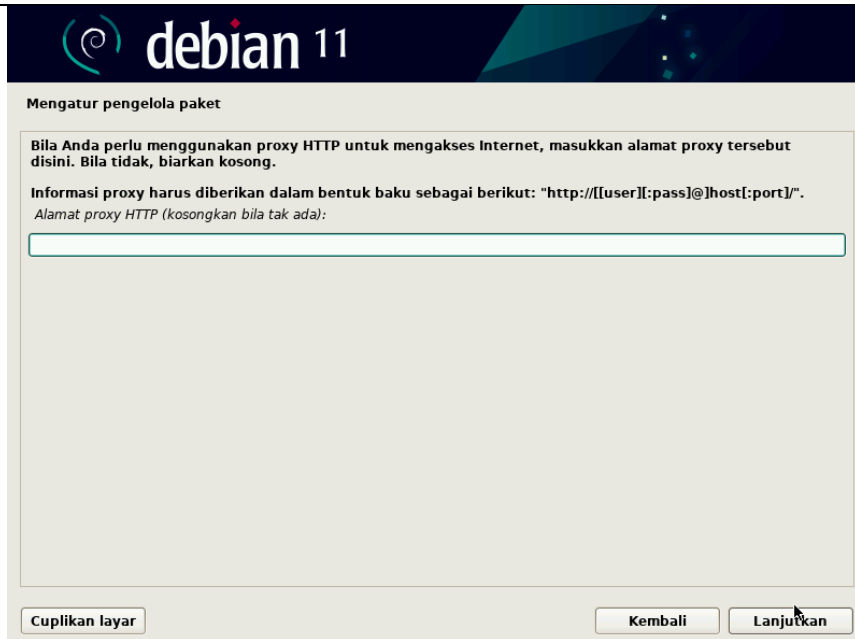 debian 11
Mengatur pengelola paket
Bila Anda perlu menggunakan proxy HTTP untuk mengakses Internet, masukkan alamat proxy tersebut
disini. Bila tidak, biarkan kosong.
Informasi proxy harus diberikan dalam bentuk baku sebagai berikut: "http://[[user][:pass]@]host[:port]/".
Alamat proxy HTTP (kosongkan bila tak ada):
Cuplikan layar
Kembali
Lanjutkan